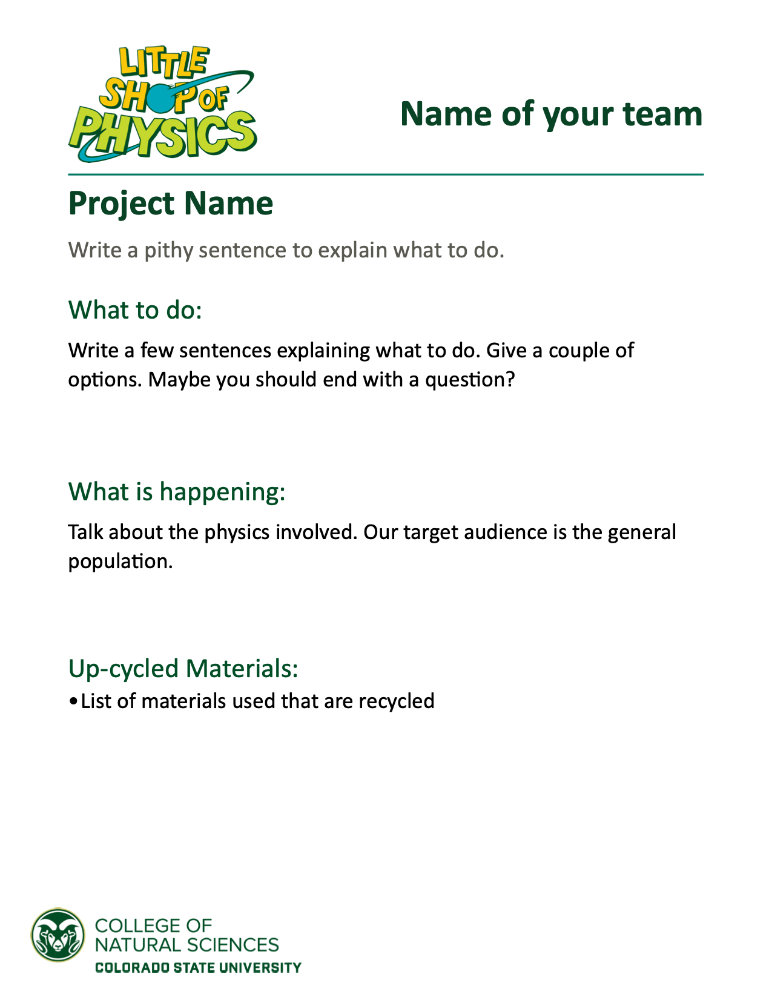 LITTLE
SHOP OF
PHYSICS
Name of your team
Project Name
Write a pithy sentence to explain what to do.
What to do:
Write a few sentences explaining what to do. Give a couple of
options. Maybe you should end with a question?
What is happening:
Talk about the physics involved. Our target audience is the general
population.
Up-cycled Materials:
•List of materials used that are recycled
COLLEGE OF
NATURAL SCIENCES
COLORADO STATE UNIVERSITY